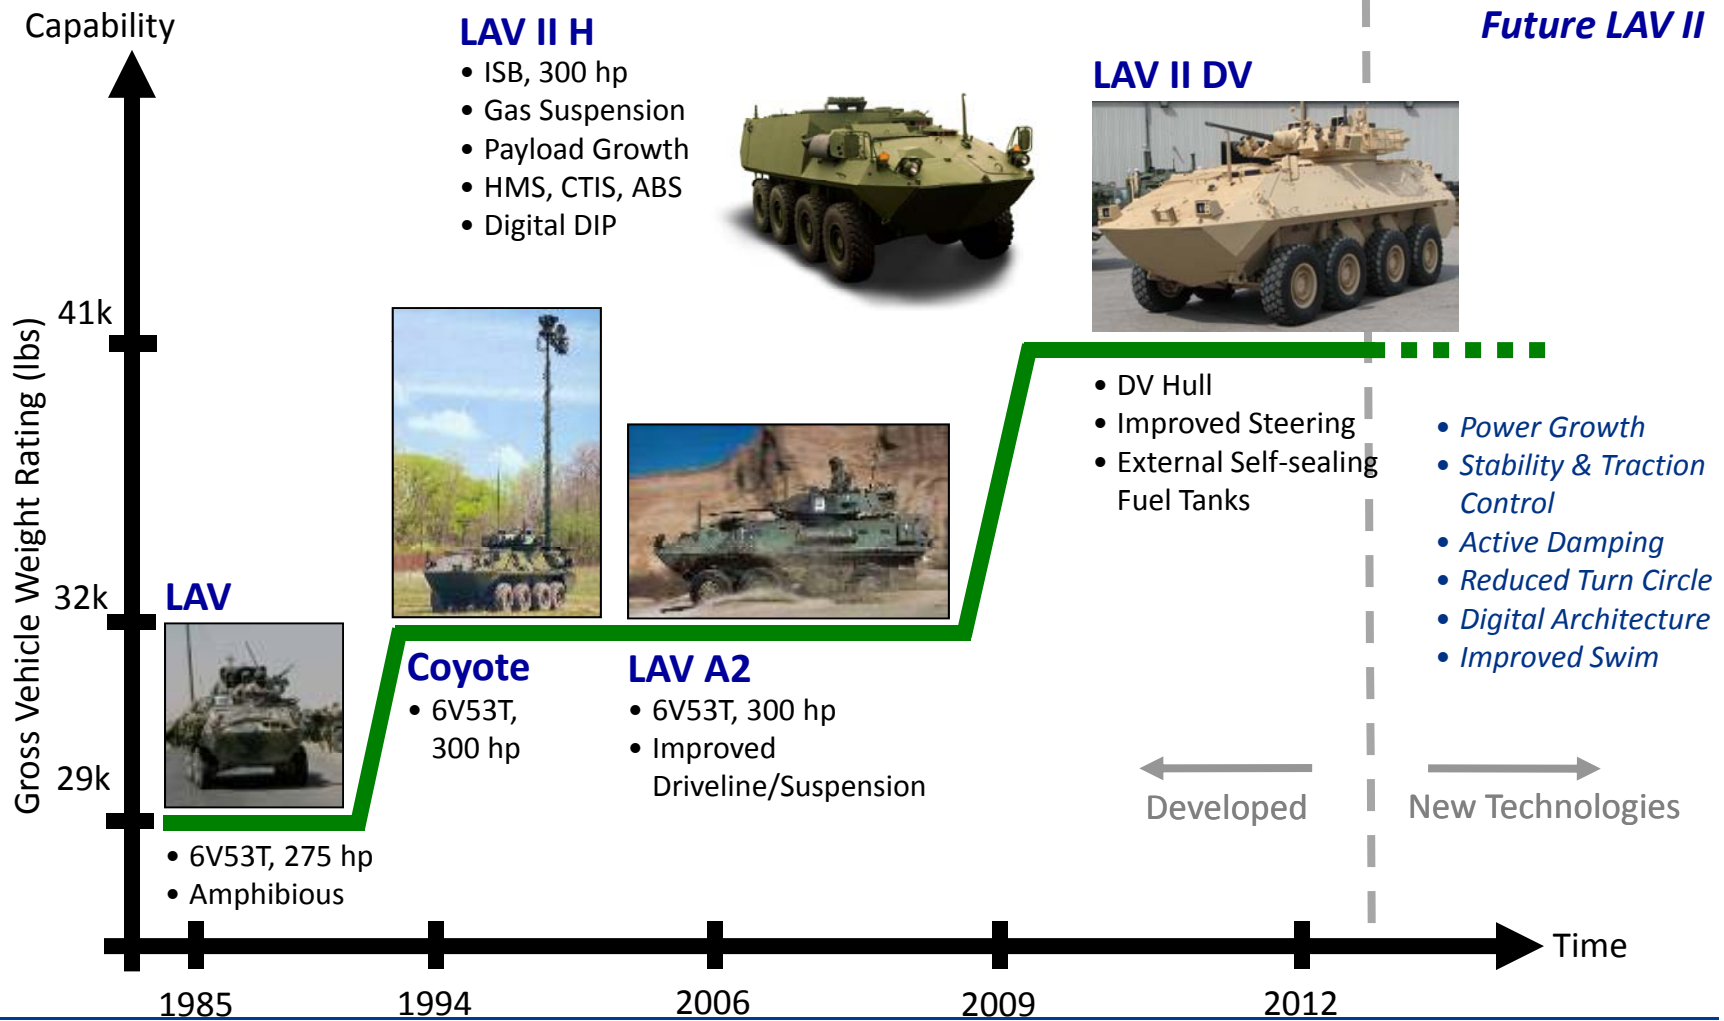 Capability
LAV II H
• ISB, 300 hp
• Gas Suspension
• Payload Growth
• HMS, CTIS, ABS
• Digital DIP
LAV II DV
Future LAV II
Gross Vehicle Weight Rating (lbs)
41k
32k
29k
• DV Hull
• Improved Steering
• External Self-sealing
Fuel Tanks
• Power Growth
• Stability & Traction
Control
• Active Damping
• Reduced Turn Circle
• Digital Architecture
• Improved Swim
LAV
• 6V53T, 275 hp
• Amphibious
Coyote
• 6V53T,
300 hp
LAV A2
• 6V53T, 300 hp
• Improved
Driveline/Suspension
Developed
New Technologies
Time
1985
1994
2006
2009
2012